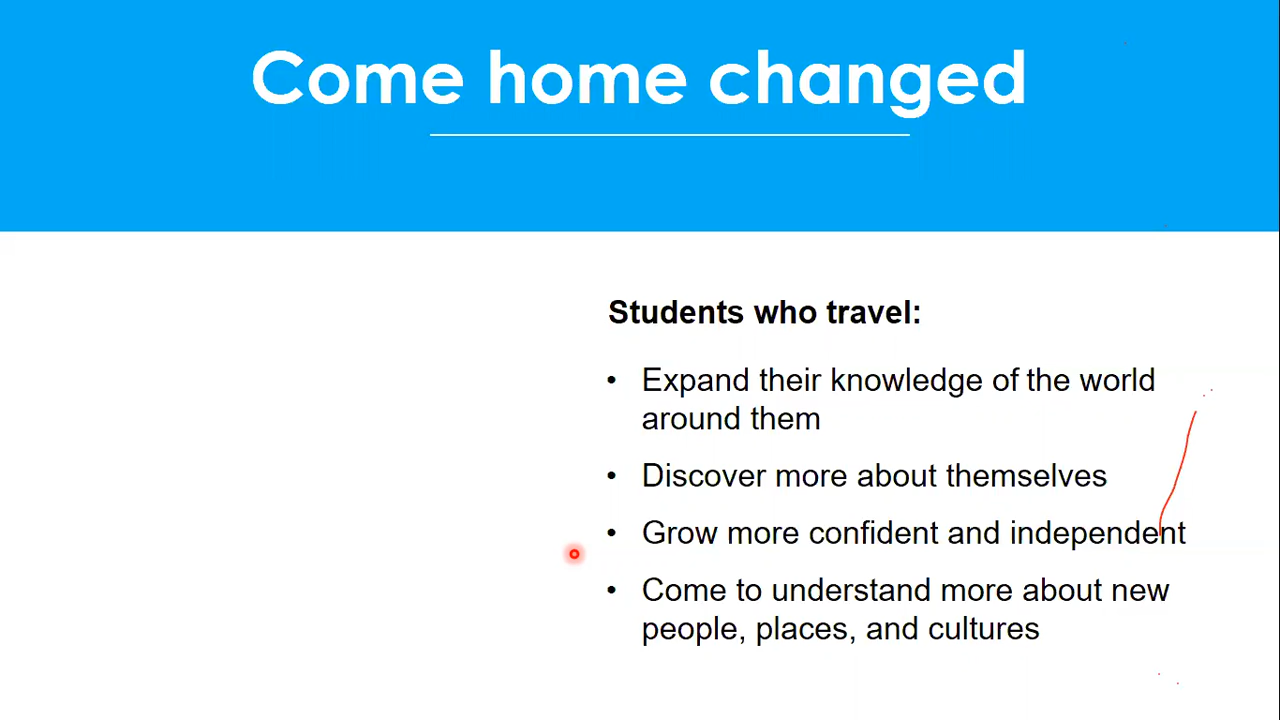 Come home changed
Students who travel:
• Expand their knowledge of the world
around them
• Discover more about themselves
• Grow more confident and independent
• Come to understand more about new
people, places, and cultures